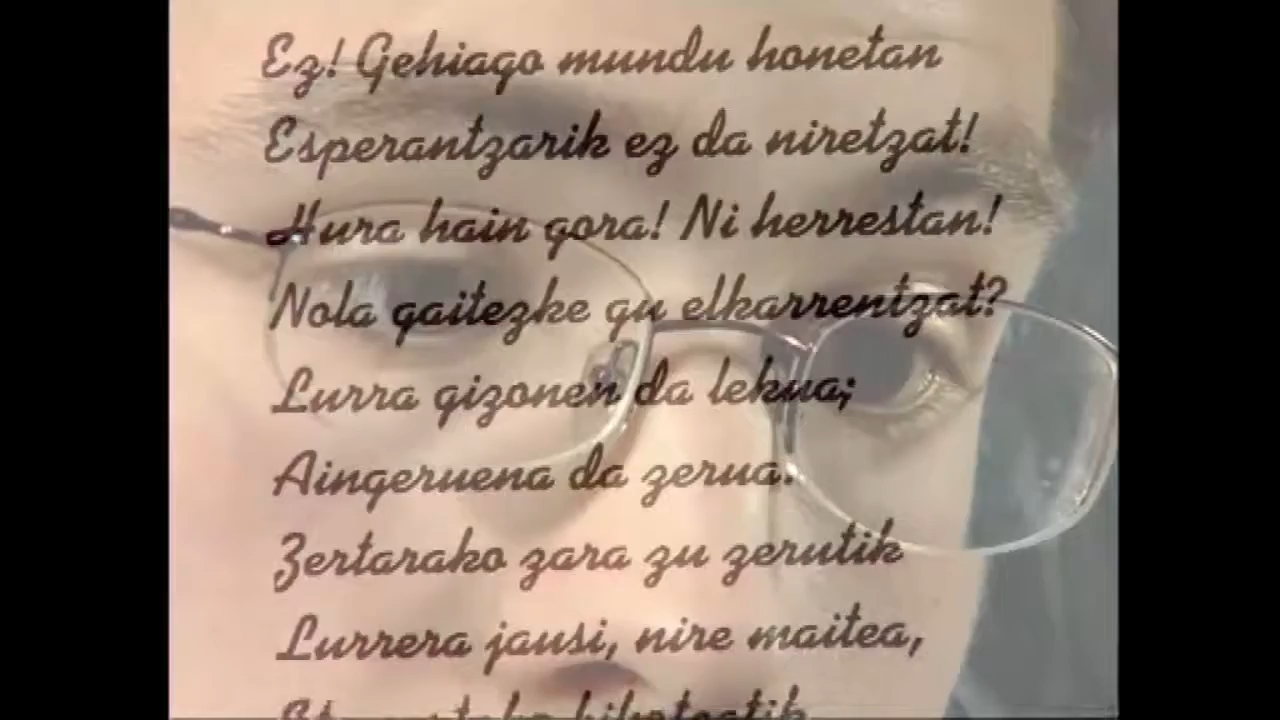 Ez! Gehiago mundu honetan
Esperantzarik ez da niretzat!
Hura hain gora! Ni herrestan!
Nola gaitezke gu elkarrentzat?
Lurra gizonen da lekua;
Aingeruena da zerua.
Zertarako zara zu zerutik
Lurrera jausi, nire maitea,